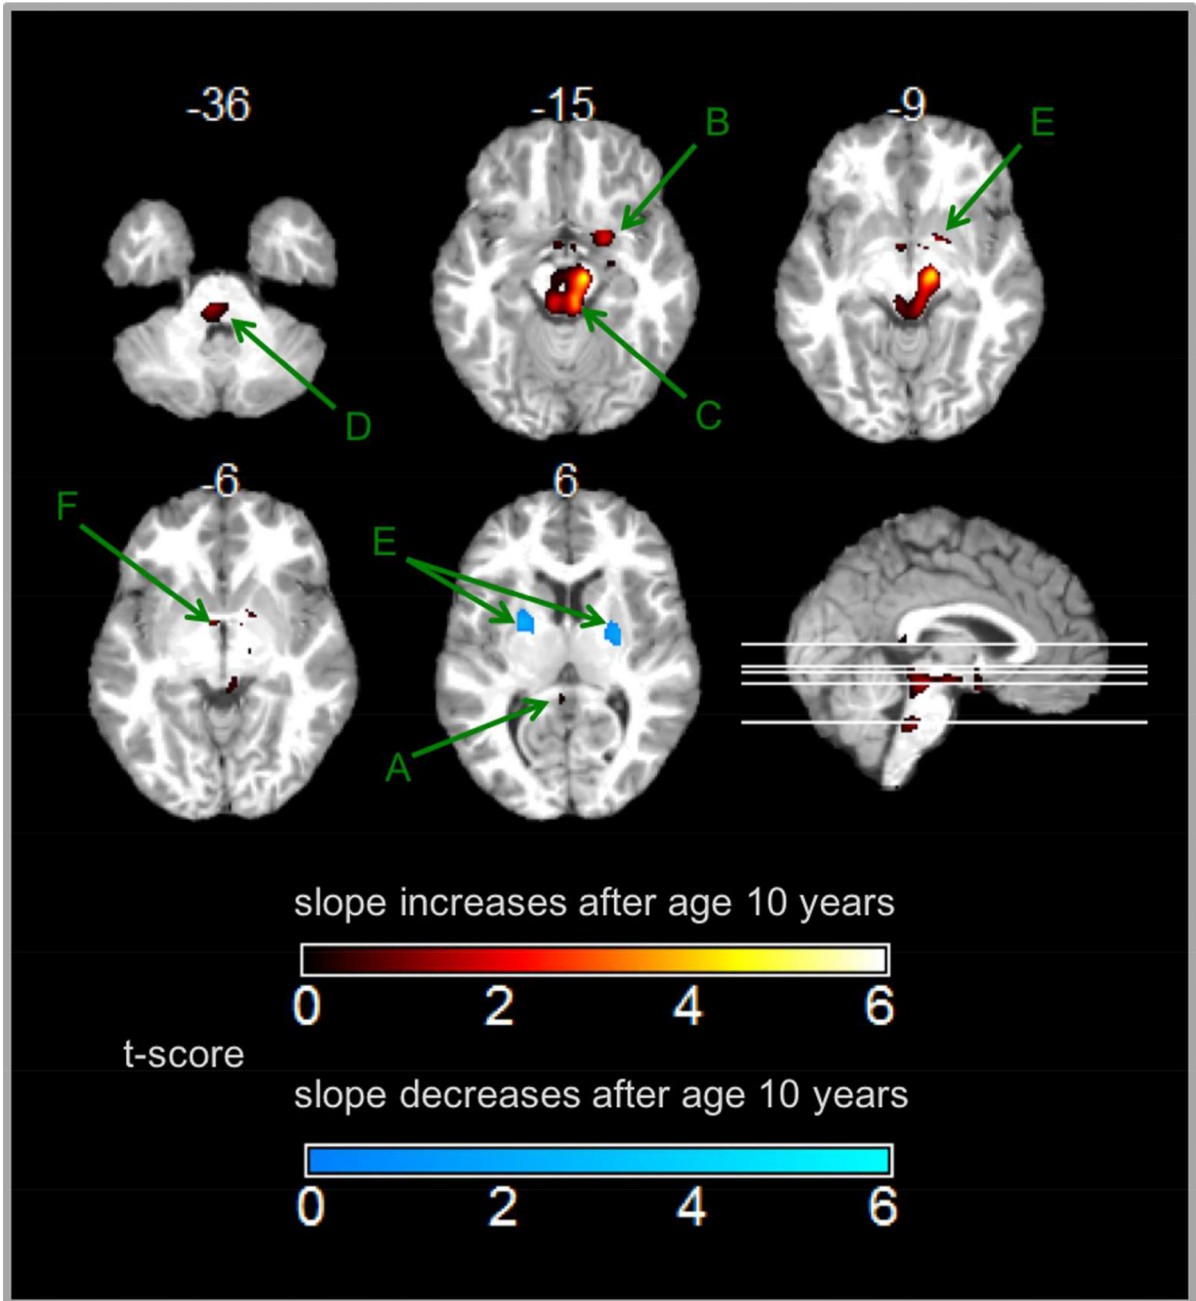 -36
-15
-9
B
E
D
C
-6
6
F
E
A
slope increases after age 10 years
0 2 4 6
t-score
slope decreases after age 10 years
0 2 4 6